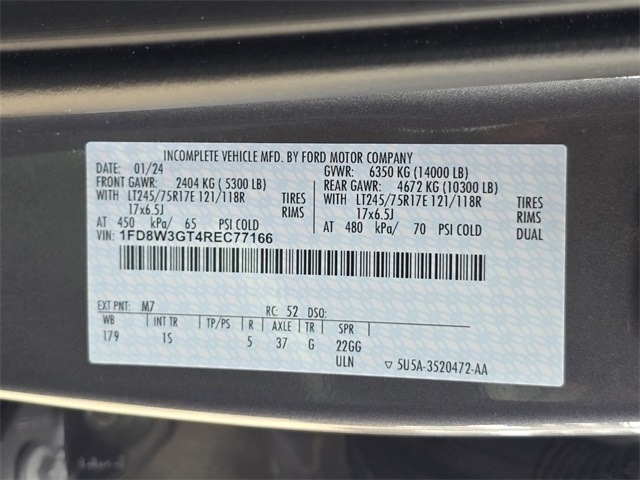 INCOMPLETE VEHICLE MFD. BY FORD MOTOR COMPANY
DATE: 01/24 GVWR: 6350 KG (14000 LB)
FRONT GAWR: 2404 KG ( 5300 LB) REAR GAWR: 4672 KG (10300 LB)
WITH LT245/75R17E 121/118R TIRES WITH LT245/75R17E 121/118R TIRES
17x6.5J RIMS 17x6.5J RIMS
AT 450 kPa/ 65 PSI COLD AT 480 kPa/ 70 PSI COLD DUAL
VIN: 1FD8W3GT4REC77166
EXT PNT: M7 RC: 52 DSO:
WB INT TR TP/PS R AXLE TR SPR
179 1S 5 37 G 22GG
ULN ▽ 5U5A-3520472-AA